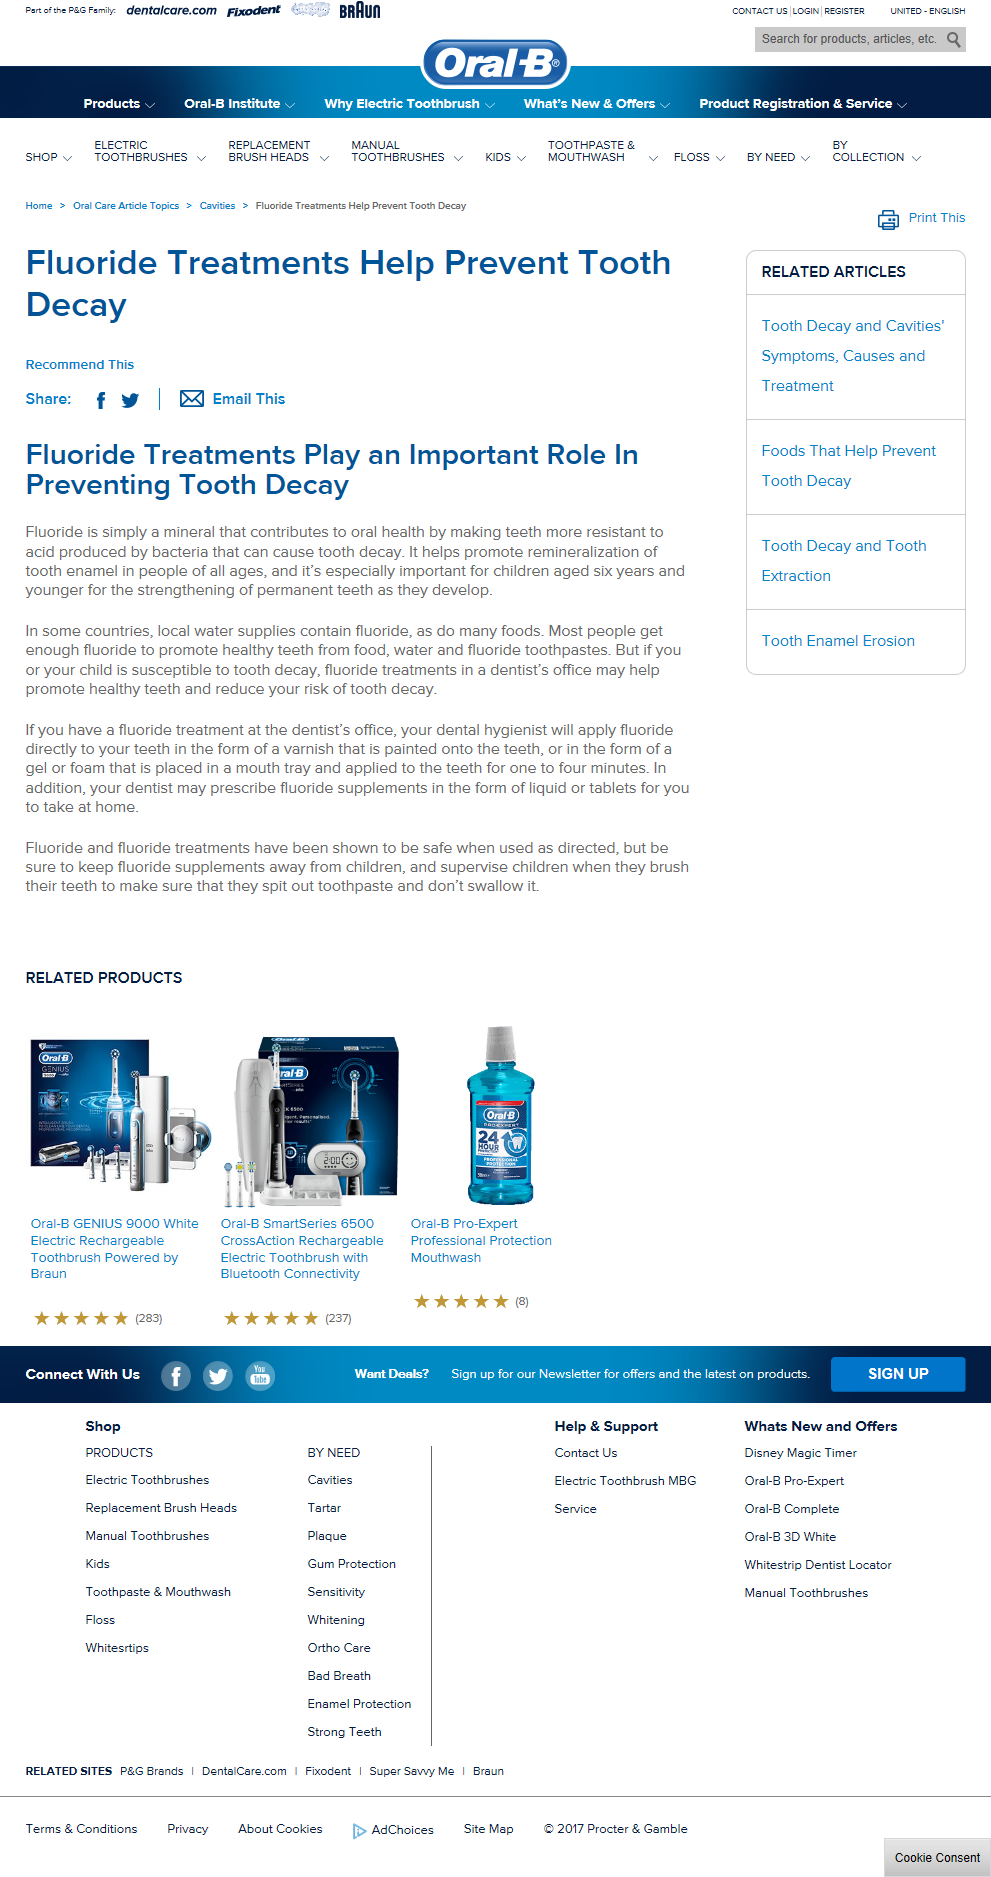 Part of the P&G Family: dentalcare.com Fixodent BRAUN
CONTACT US | LOGIN | REGISTER UNITED - ENGLISH
Search for products, articles, etc.
Oral-B®
Products Oral-B Institute Why Electric Toothbrush What's New & Offers Product Registration & Service
SHOP ELECTRIC TOOTHBRUSHES REPLACEMENT BRUSH HEADS MANUAL TOOTHBRUSHES KIDS TOOTHPASTE & MOUTHWASH FLOSS BY NEED BY COLLECTION
Home > Oral Care Article Topics > Cavities > Fluoride Treatments Help Prevent Tooth Decay
Print This
Fluoride Treatments Help Prevent Tooth
Decay
Recommend This
Share: Email This
RELATED ARTICLES
Tooth Decay and Cavities'
Symptoms, Causes and
Treatment
Foods That Help Prevent
Tooth Decay
Tooth Decay and Tooth
Extraction
Tooth Enamel Erosion
Fluoride Treatments Play an Important Role In
Preventing Tooth Decay
Fluoride is simply a mineral that contributes to oral health by making teeth more resistant to
acid produced by bacteria that can cause tooth decay. It helps promote remineralization of
tooth enamel in people of all ages, and it's especially important for children aged six years and
younger for the strengthening of permanent teeth as they develop.
In some countries, local water supplies contain fluoride, as do many foods. Most people get
enough fluoride to promote healthy teeth from food, water and fluoride toothpastes. But if you
or your child is susceptible to tooth decay, fluoride treatments in a dentist's office may help
promote healthy teeth and reduce your risk of tooth decay.
If you have a fluoride treatment at the dentist's office, your dental hygienist will apply fluoride
directly to your teeth in the form of a varnish that is painted onto the teeth, or in the form of a
gel or foam that is placed in a mouth tray and applied to the teeth for one to four minutes. In
addition, your dentist may prescribe fluoride supplements in the form of liquid or tablets for you
to take at home.
Fluoride and fluoride treatments have been shown to be safe when used as directed, but be
sure to keep fluoride supplements away from children, and supervise children when they brush
their teeth to make sure that they spit out toothpaste and don't swallow it.
RELATED PRODUCTS
Oral-B
GENIUS
Oral-B
PRO-EXPERT
24
HOUR
PROFESSIONAL
PROTECTION
2:00
Oral-B GENIUS 9000 White
Electric Rechargeable
Toothbrush Powered by
Braun
(283)
Oral-B SmartSeries 6500
CrossAction Rechargeable
Electric Toothbrush with
Bluetooth Connectivity
(237)
Oral-B Pro-Expert
Professional Protection
Mouthwash
(8)
Connect With Us You Tube Want Deals? Sign up for our Newsletter for offers and the latest on products. SIGN UP
Shop
PRODUCTS
Electric Toothbrushes
Replacement Brush Heads
Manual Toothbrushes
Kids
Toothpaste & Mouthwash
Floss
Whitesrtips
BY NEED
Cavities
Tartar
Plaque
Gum Protection
Sensitivity
Whitening
Ortho Care
Bad Breath
Enamel Protection
Strong Teeth
Help & Support
Contact Us
Electric Toothbrush MBG
Service
Whats New and Offers
Disney Magic Timer
Oral-B Pro-Expert
Oral-B Complete
Oral-B 3D White
Whitestrip Dentist Locator
Manual Toothbrushes
RELATED SITES P&G Brands | DentalCare.com | Fixodent | Super Savvy Me | Braun
Terms & Conditions Privacy About Cookies AdChoices Site Map © 2017 Procter & Gamble
Cookie Consent